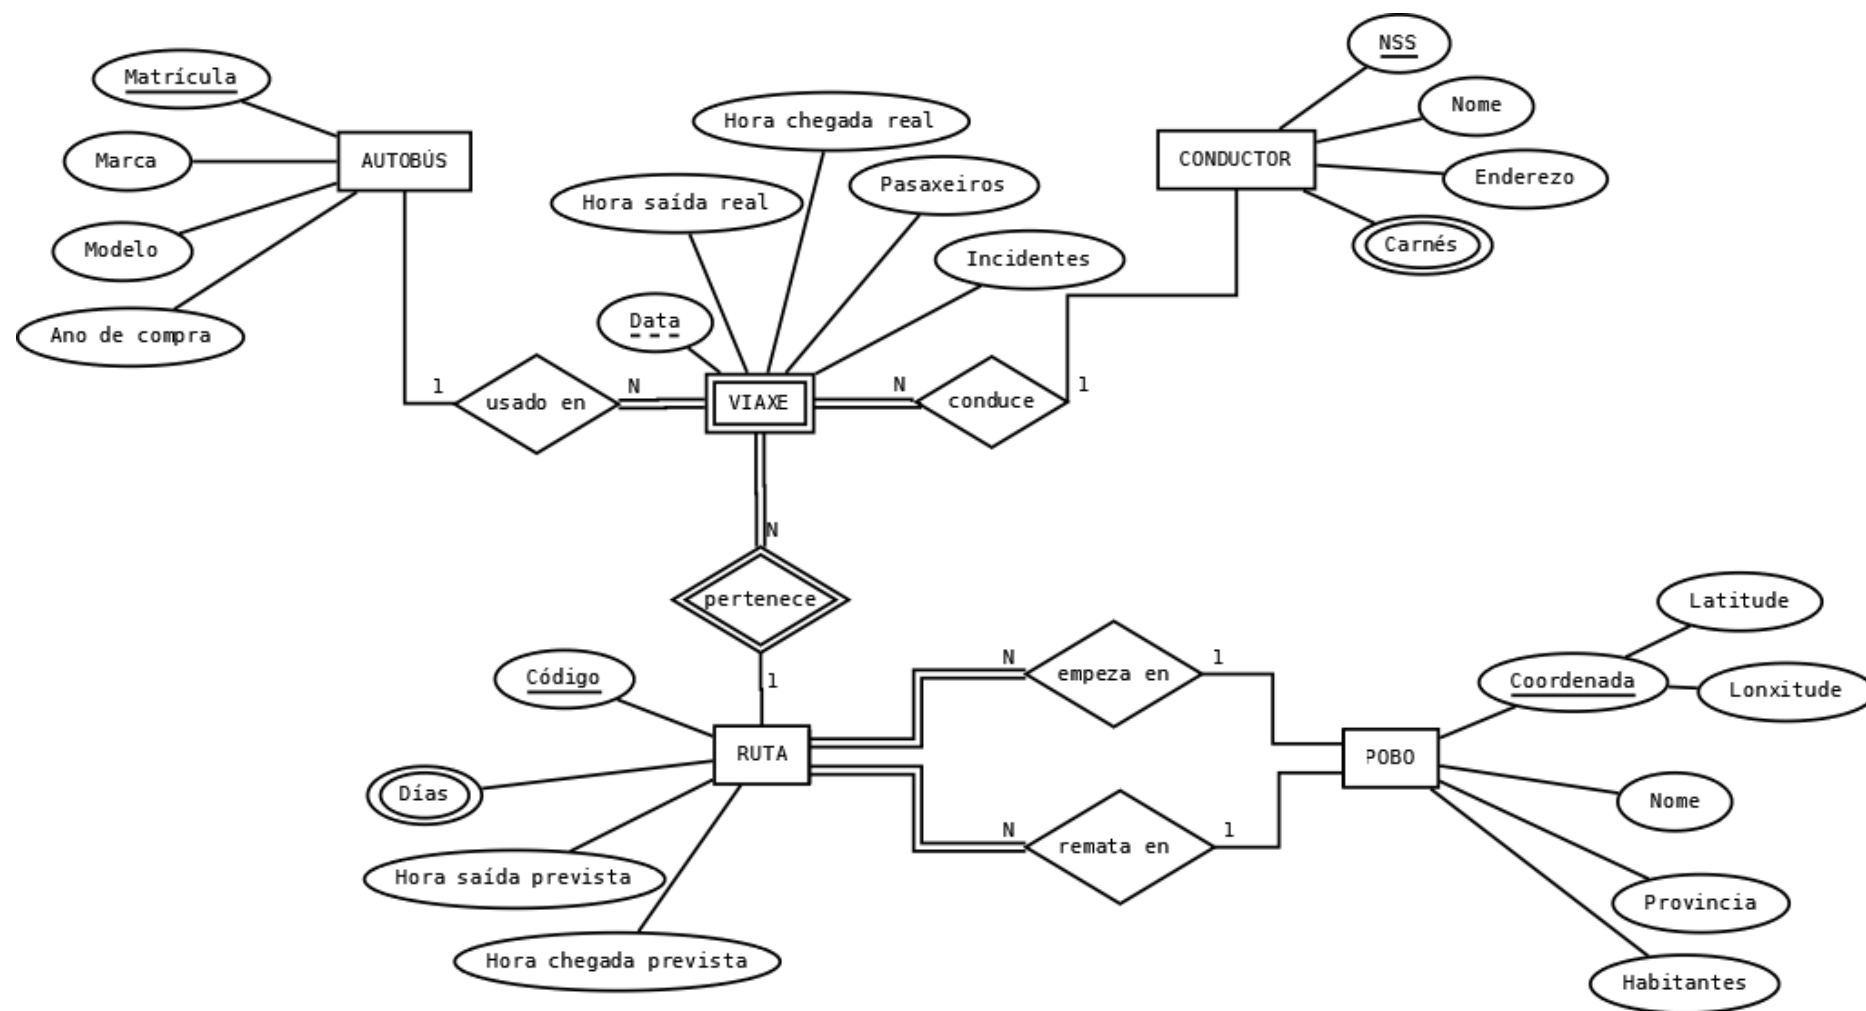 NSS
Matrícula
Nome
Hora chegada real
Marca
AUTOBÚS
CONDUCTOR
Pasaxeiros
Enderezo
Hora saída real
Modelo
Carnés
Incidentes
Data
Ano de compra
1
usado en
N
VIAXE
N
conduce
1
N
pertenece
1
Código
N
empeza en
1
Latitude
Coordenada
Lonxitude
RUTA
POBO
Días
Nome
N
remata en
1
Hora saída prevista
Provincia
Hora chegada prevista
Habitantes